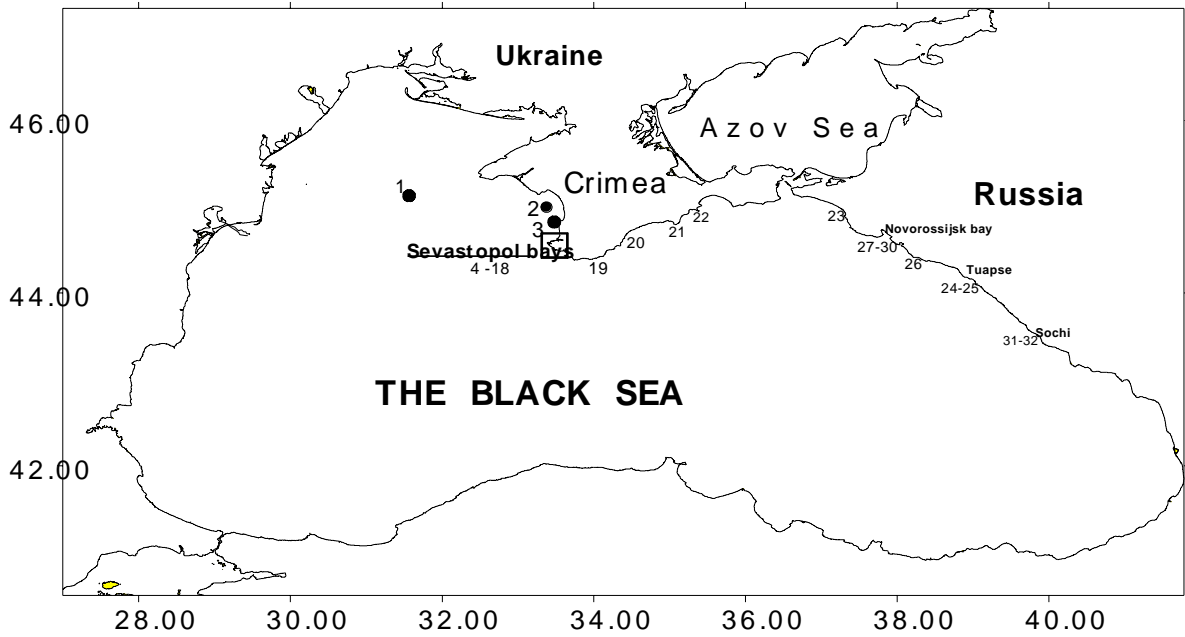 Ukraine
46.00
Azov Sea
Crimea
Russia
1
2
3
22
23
21
20
Novorossijsk bay
Sevastopol bays
27-30
4 -18
19
26
Tuapse
24-25
44.00
31-32
Sochi
THE BLACK SEA
42.00
28.00 30.00 32.00 34.00 36.00 38.00 40.00